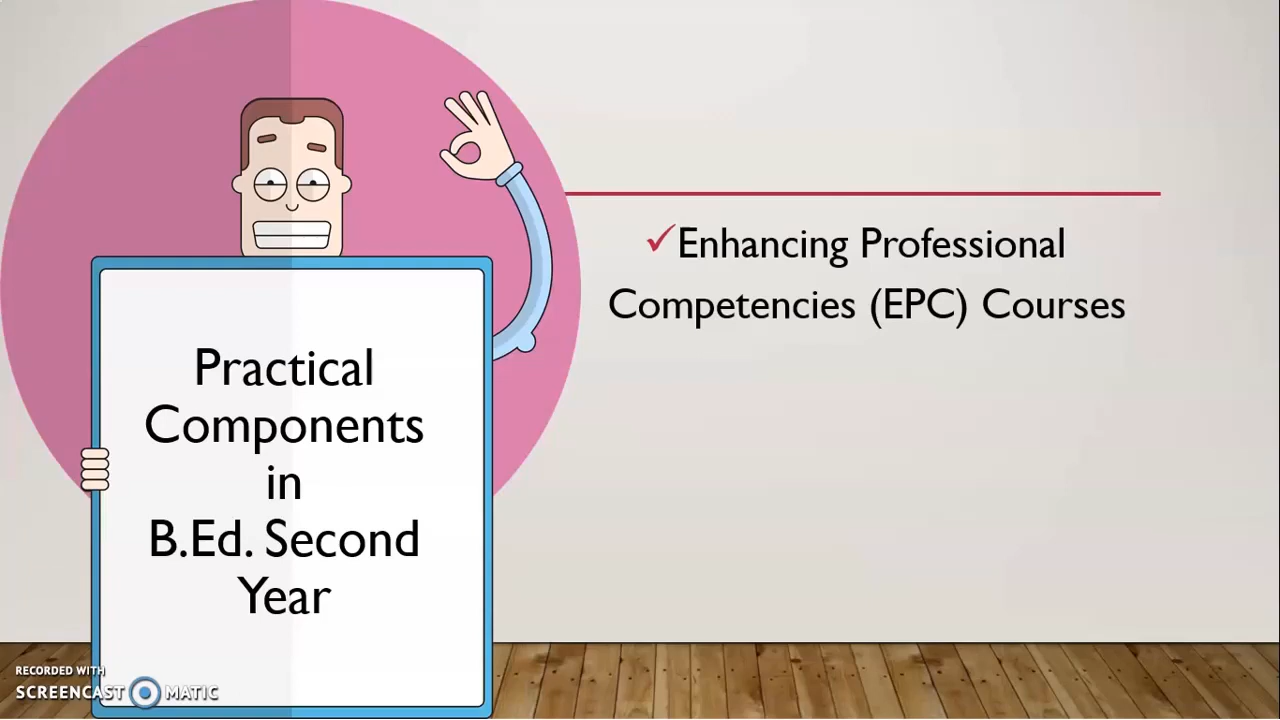 Practical
Components
in
B.Ed. Second
Year
✓Enhancing Professional
Competencies (EPC) Courses
RECORDED WITH
SCREENCAST MATIC